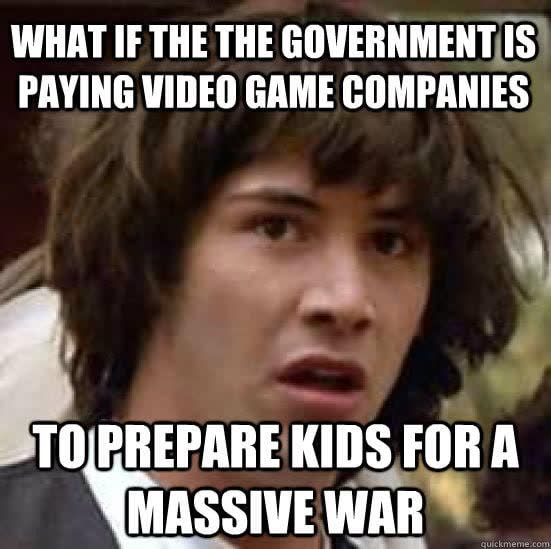 WHAT IF THE THE GOVERNMENT IS
PAYING VIDEO GAME COMPANIES
TO PREPARE KIDS FOR A
MASSIVE WAR
quickmeme.com